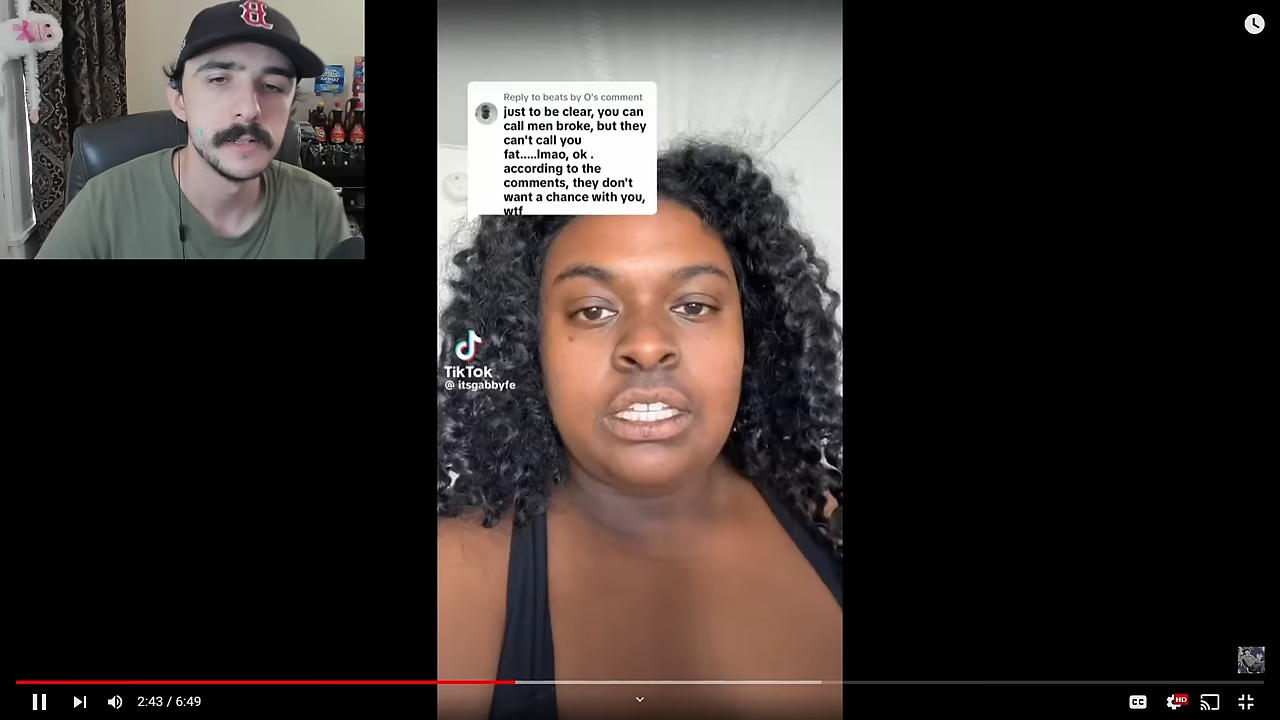 B
Reply to beats by O's comment
just to be clear, you can
call men broke, but they
can't call you
fat.....lmao, ok .
according to the
comments, they don't
want a chance with you,
wtf
TikTok
@ itsgabbyfe
2:43 / 6:49
CC
HD